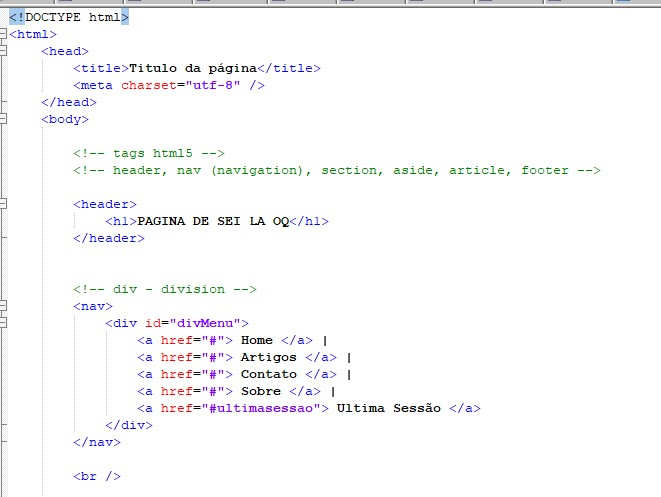 <!DOCTYPE html>
<html>
<head>
<title>Titulo da página</title>
<meta charset="utf-8" />
</head>
<body>
<!-- tags html5 -->
<!-- header, nav (navigation), section, aside, article, footer -->
<header>
<h1>PAGINA DE SEI LA OQ</h1>
</header>
<!-- div - division -->
<nav>
<div id="divMenu">
<a href="#"> Home </a> |
<a href="#"> Artigos </a> |
<a href="#"> Contato </a> |
<a href="#"> Sobre </a> |
<a href="#ultimasessao"> Ultima Sessão </a>
</div>
</nav>
<br />